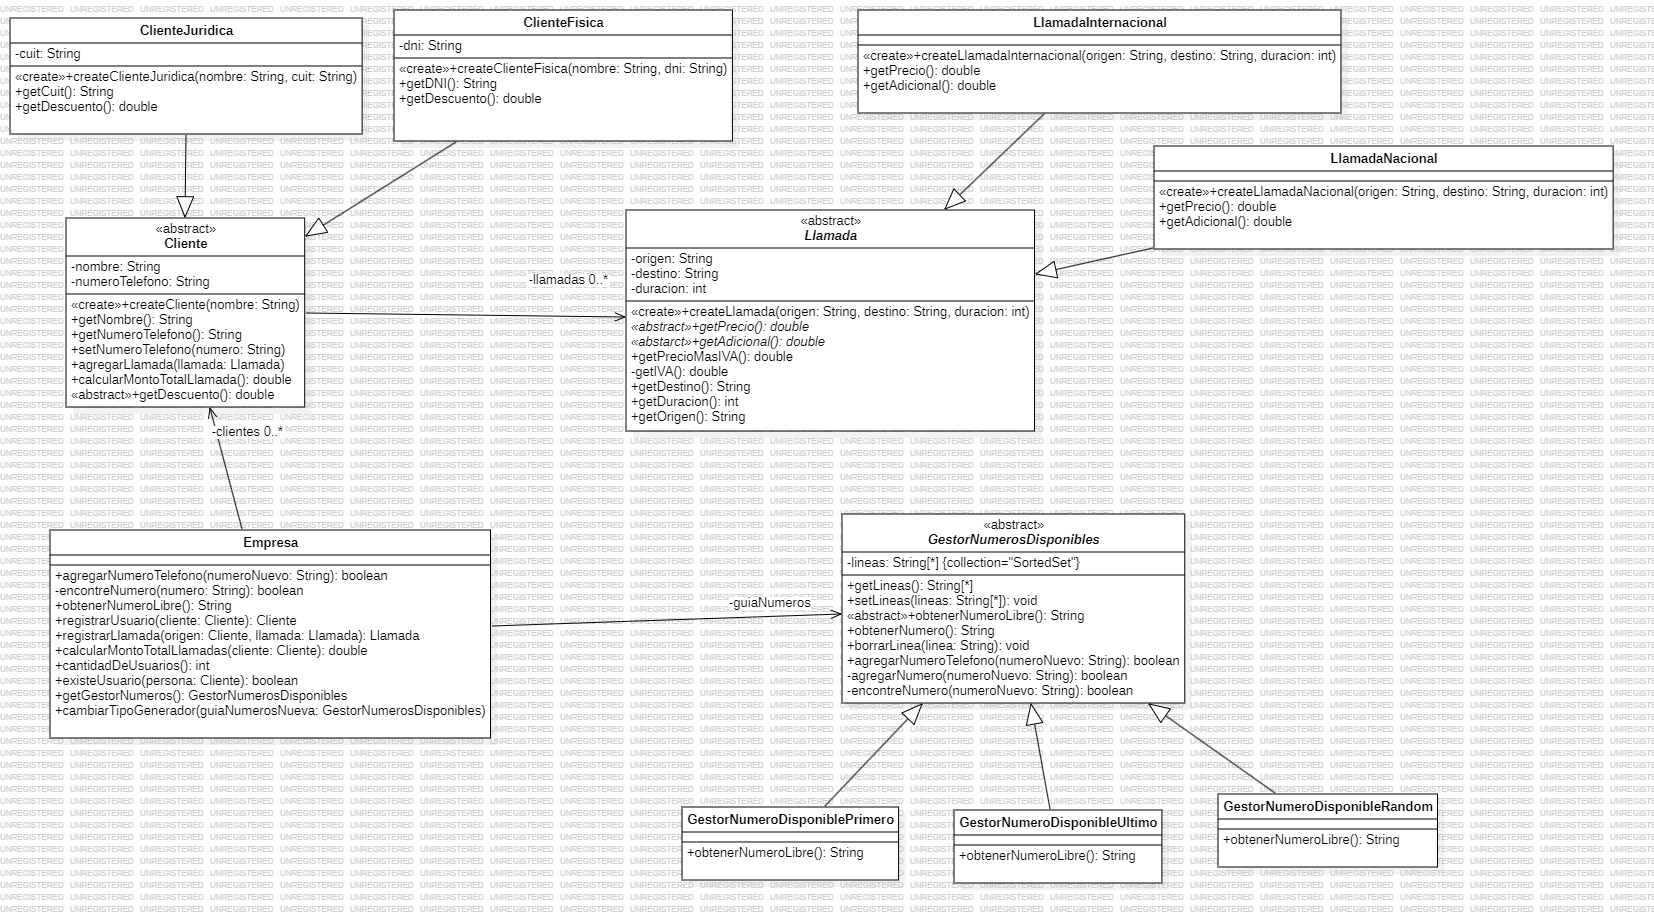 ClienteJuridica
-cuit: String
«create»+createClienteJuridica(nombre: String, cuit: String)
+getCuit(): String
+getDescuento(): double
ClienteFisica
-dni: String
«create»+createClienteFisica(nombre: String, dni: String)
+getDNI(): String
+getDescuento(): double
LlamadaInternacional
«create»+createLlamadaInternacional(origen: String, destino: String, duracion: int)
+getPrecio(): double
+getAdicional(): double
LlamadaNacional
«create»+createLlamadaNacional(origen: String, destino: String, duracion: int)
+getPrecio(): double
+getAdicional(): double
«abstract»
Cliente
-nombre: String
-numeroTelefono: String
«create»+createCliente(nombre: String)
+getNombre(): String
+getNumeroTelefono(): String
+setNumeroTelefono(numero: String)
+agregarLlamada(llamada: Llamada)
+calcularMontoTotalLlamada(): double
«abstract»+getDescuento(): double
-llamadas 0..*
«abstract»
Llamada
-origen: String
-destino: String
-duracion: int
«create»+createLlamada(origen: String, destino: String, duracion: int)
«abstract»+getPrecio(): double
«abstarct»+getAdicional(): double
+getPrecioMasIVA(): double
-getIVA(): double
+getDestino(): String
+getDuracion(): int
+getOrigen(): String
-clientes 0..*
Empresa
+agregarNumeroTelefono(numeroNuevo: String): boolean
-encontreNumero(numero: String): boolean
+obtenerNumeroLibre(): String
+registrarUsuario(cliente: Cliente): Cliente
+registrarLlamada(origen: Cliente, llamada: Llamada): Llamada
+calcularMontoTotalLlamadas(cliente: Cliente): double
+cantidadDeUsuarios(): int
+existeUsuario(persona: Cliente): boolean
+getGestorNumeros(): GestorNumerosDisponibles
+cambiarTipoGenerador(guiaNumerosNueva: GestorNumerosDisponibles)
-guiaNumeros
«abstract»
GestorNumerosDisponibles
-lineas: String[*] {collection="SortedSet"}
+getLineas(): String[*]
+setLineas(lineas: String[*]): void
«abstract»+obtenerNumeroLibre(): String
+obtenerNumero(): String
+borrarLinea(linea: String): void
+agregarNumeroTelefono(numeroNuevo: String): boolean
-agregarNumero(numeroNuevo: String): boolean
-encontreNumero(numeroNuevo: String): boolean
GestorNumeroDisponiblePrimero
+obtenerNumeroLibre(): String
GestorNumeroDisponibleUltimo
+obtenerNumeroLibre(): String
GestorNumeroDisponibleRandom
+obtenerNumeroLibre(): String
UNREGISTERED